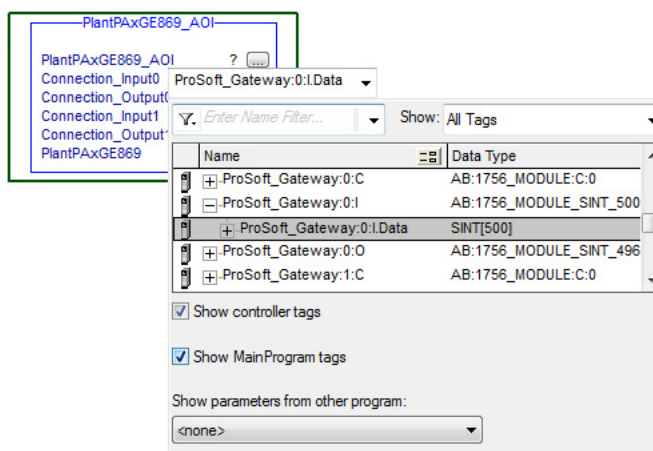 PlantPAxGE869_AOI
PlantPAxGE869_AOI ? ...
Connection_Input0
Connection_Output0
Connection_Input1
Connection_Output1
PlantPAxGE869
ProSoft_Gateway:0:I.Data
Enter Name Filter... Show: All Tags
Name Data Type
ProSoft_Gateway:0:C AB:1756_MODULE:C:0
ProSoft_Gateway:0:I AB:1756_MODULE_SINT_500
ProSoft_Gateway:0:I.Data SINT[500]
ProSoft_Gateway:0:O AB:1756_MODULE_SINT_496
ProSoft_Gateway:1:C AB:1756_MODULE:C:0
Show controller tags
Show MainProgram tags
Show parameters from other program:
<none>